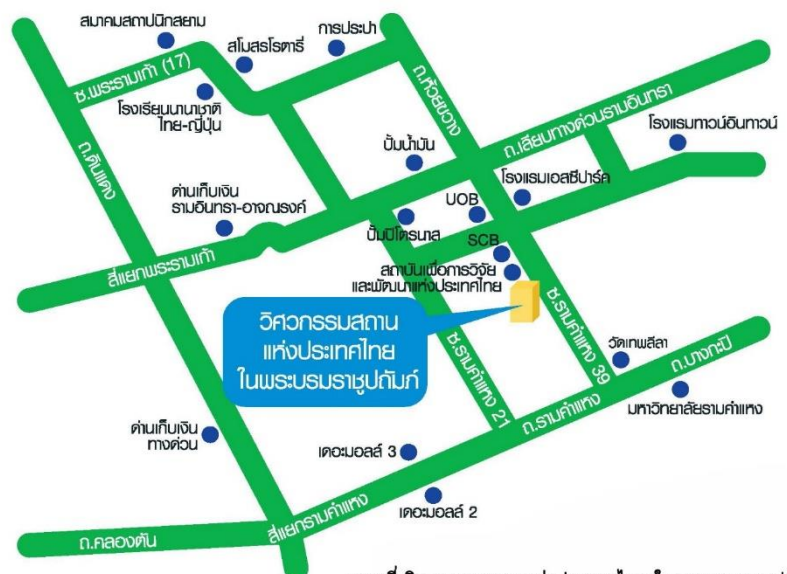 สมาคมสถาปนิกสยาม
สโมสรโรตารี่
การประปา
ซ.พระรามเก้า (17)
โรงเรียนนานาชาติ
ไทย-ญี่ปุ่น
ถ.ห้วยขวาง
ถ.เลียบทางด่วนรามอินทรา
โรงแรมทาวน์อินทาวน์
ถ.ดินแดง
ปั๊มน้ำมัน
ด่านเก็บเงิน
รามอินทรา-อาจณรงค์
โรงแรมเอสซีปาร์ค
UOB
ปั๊มปิโตรนาส
SCB
สี่แยกพระรามเก้า
สถาบันเพื่อการวิจัย
และพัฒนาแห่งประเทศไทย
วิศวกรรมสถาน
แห่งประเทศไทย
ในพระบรมราชูปถัมภ์
ซ.รามคำแหง 21
ซ.รามคำแหง 39
วัดเทพลีลา
ถ.บางกะปิ
มหาวิทยาลัยรามคำแหง
ถ.รามคำแหง
ด่านเก็บเงิน
ทางด่วน
เดอะมอลล์ 3
เดอะมอลล์ 2
สี่แยกรามคำแหง
ถ.คลองตัน